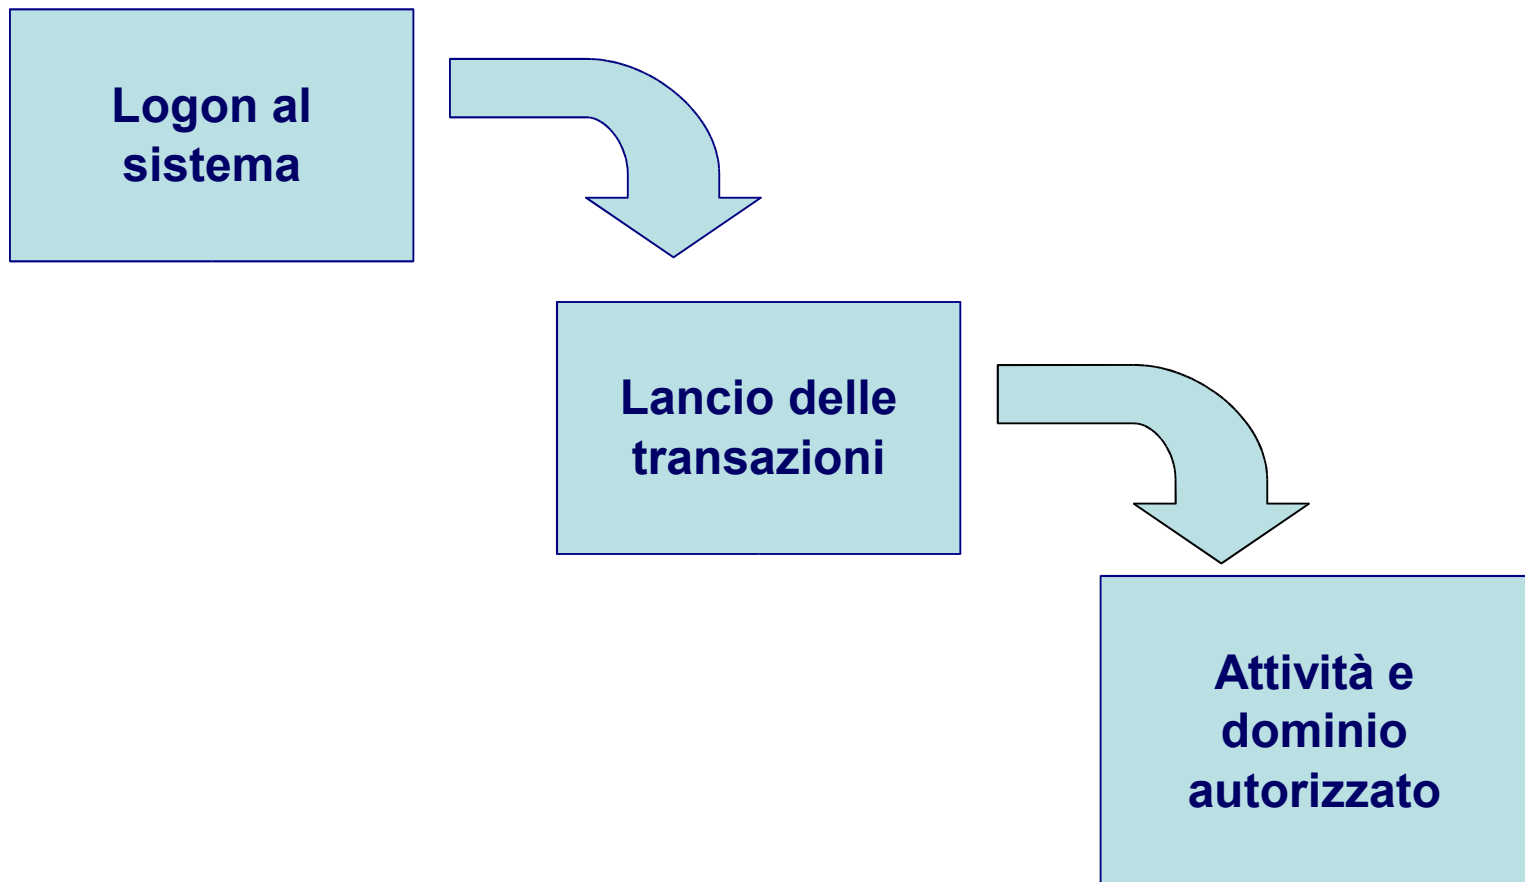 Logon al
sistema
Lancio delle
transazioni
Attività e
dominio
autorizzato